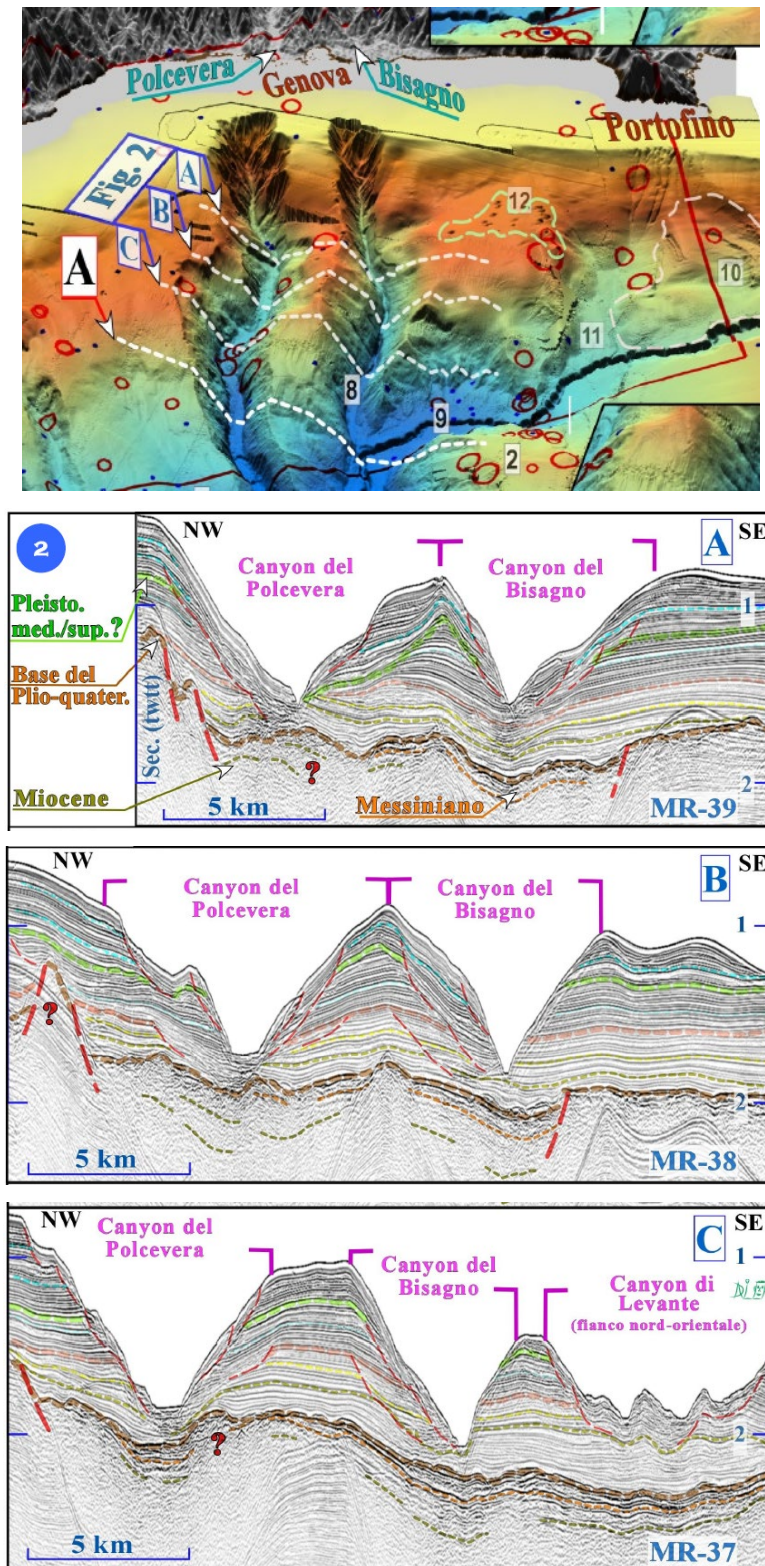 Polcevera
Genova
Bisagno
Portofino
Fig. 2
A
B
C
A
12
10
11
8
9
2
2
NW
A
SE
Canyon del
Polcevera
Canyon del
Bisagno
Pleisto.
med./sup.?
Base del
Plio-quater.
Sec. (twtt)
1
Miocene
?
5 km
Messiniano
2
MR-39
NW
B
SE
Canyon del
Polcevera
Canyon del
Bisagno
1
?
2
5 km
MR-38
NW
C
SE
Canyon del
Polcevera
Canyon del
Bisagno
Canyon di
Levante
(fianco nord-orientale)
1
?
2
5 km
MR-37